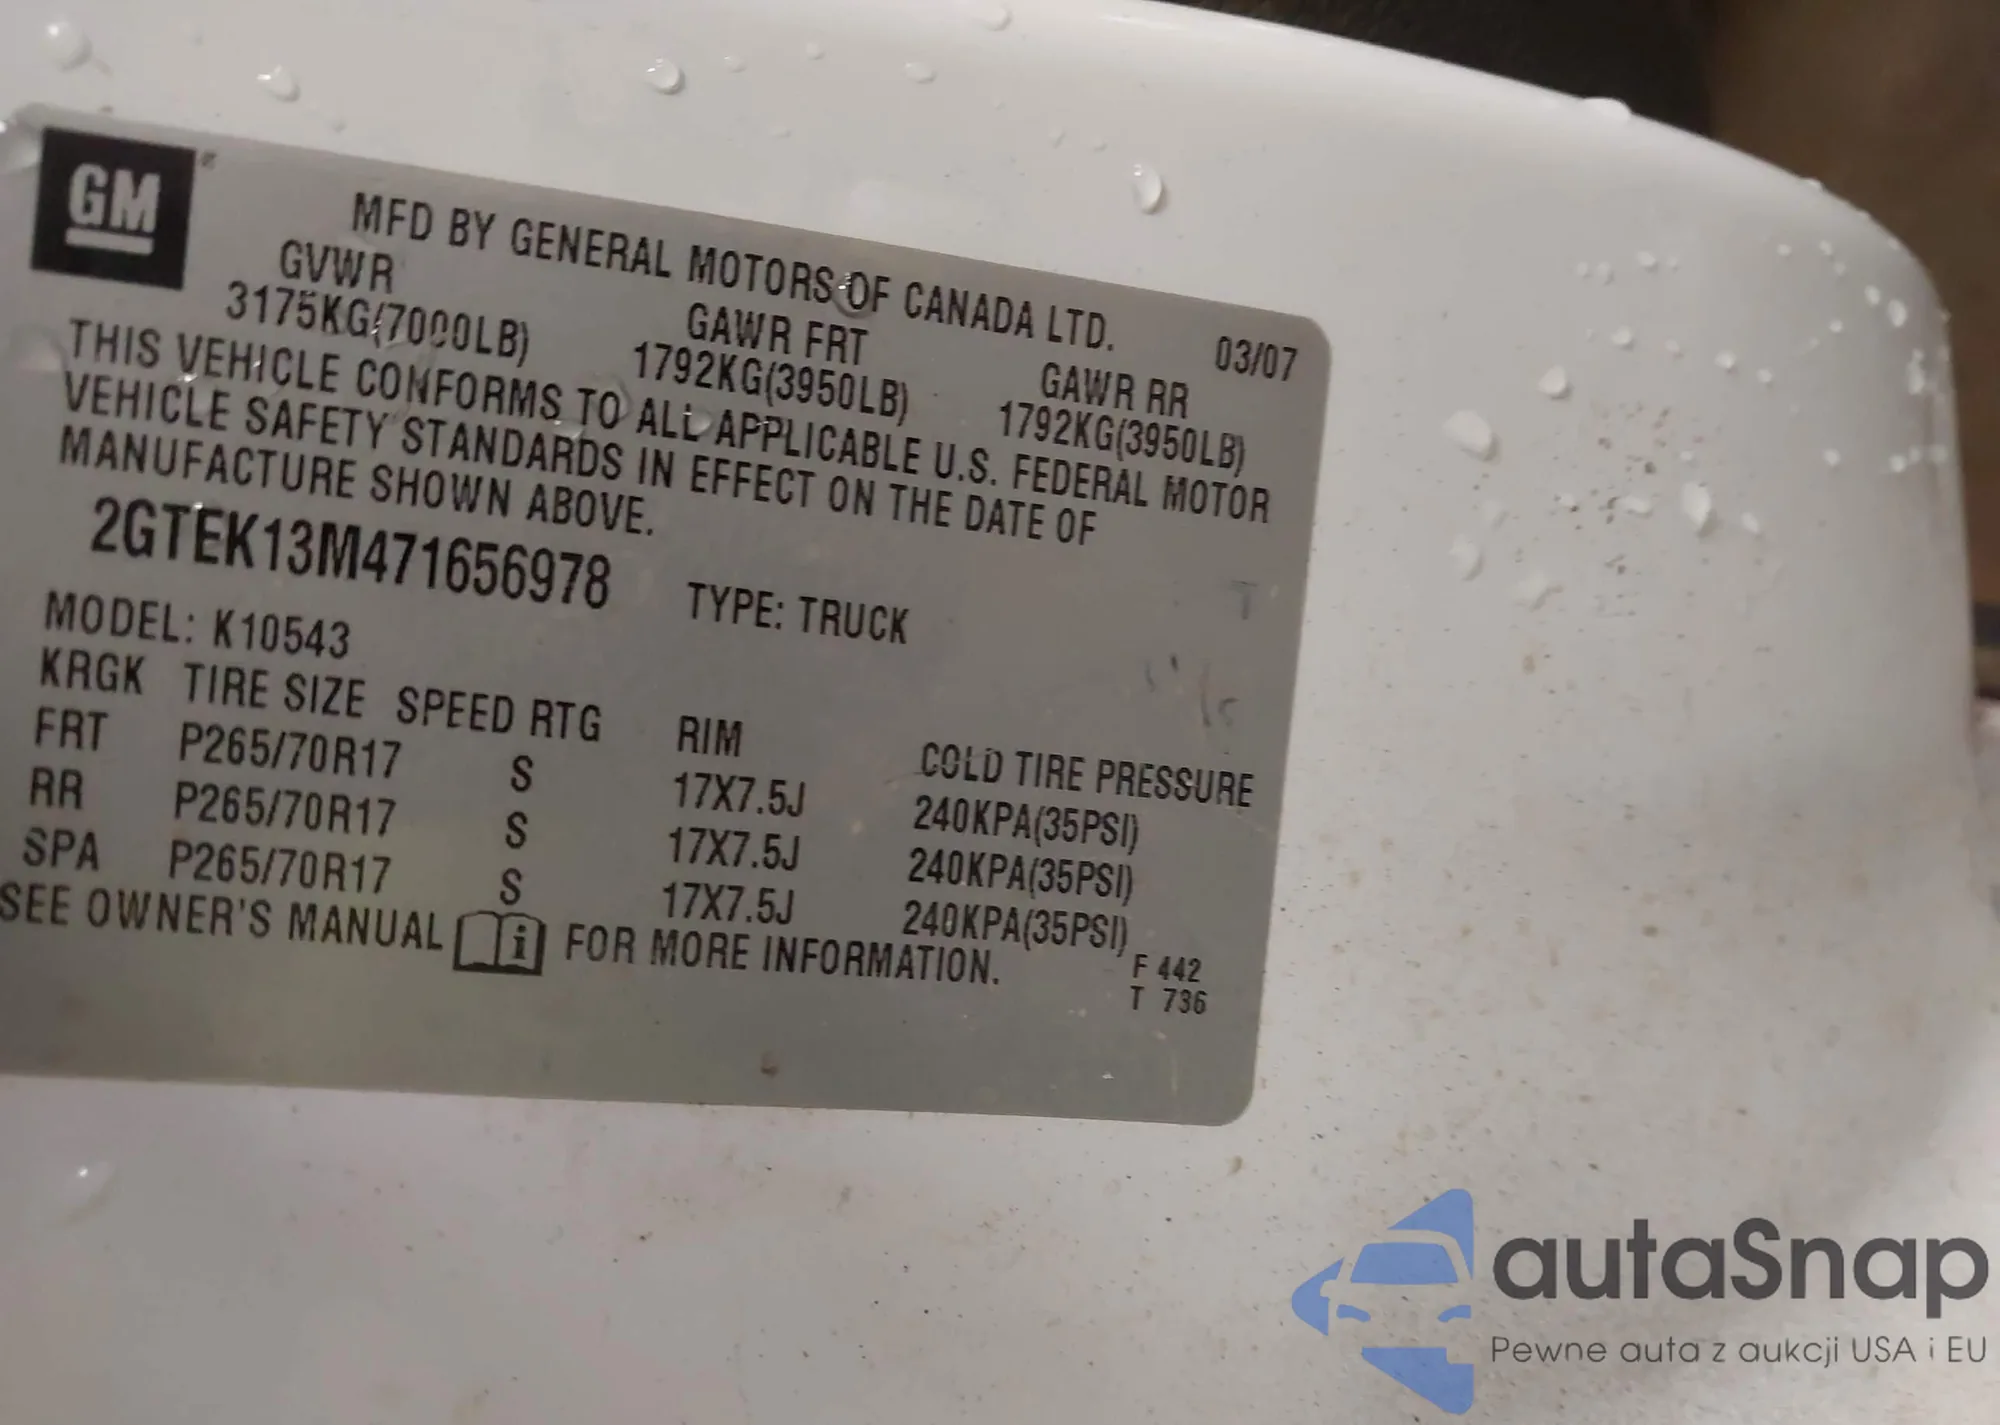 GM
MFD BY GENERAL MOTORS OF CANADA LTD.
03/07
GVWR GAWR FRT GAWR RR
3175KG(7000LB) 1792KG(3950LB) 1792KG(3950LB)
THIS VEHICLE CONFORMS TO ALL APPLICABLE U.S. FEDERAL MOTOR
VEHICLE SAFETY STANDARDS IN EFFECT ON THE DATE OF
MANUFACTURE SHOWN ABOVE.
2GTEK13M471656978 TYPE: TRUCK
MODEL: K10543
KRGK TIRE SIZE SPEED RTG RIM COLD TIRE PRESSURE
FRT P265/70R17 S 17X7.5J 240KPA(35PSI)
RR P265/70R17 S 17X7.5J 240KPA(35PSI)
SPA P265/70R17 S 17X7.5J 240KPA(35PSI)
SEE OWNER'S MANUAL i FOR MORE INFORMATION.
F 442
T 736
autaSnap
Pewne auta z aukcji USA i EU